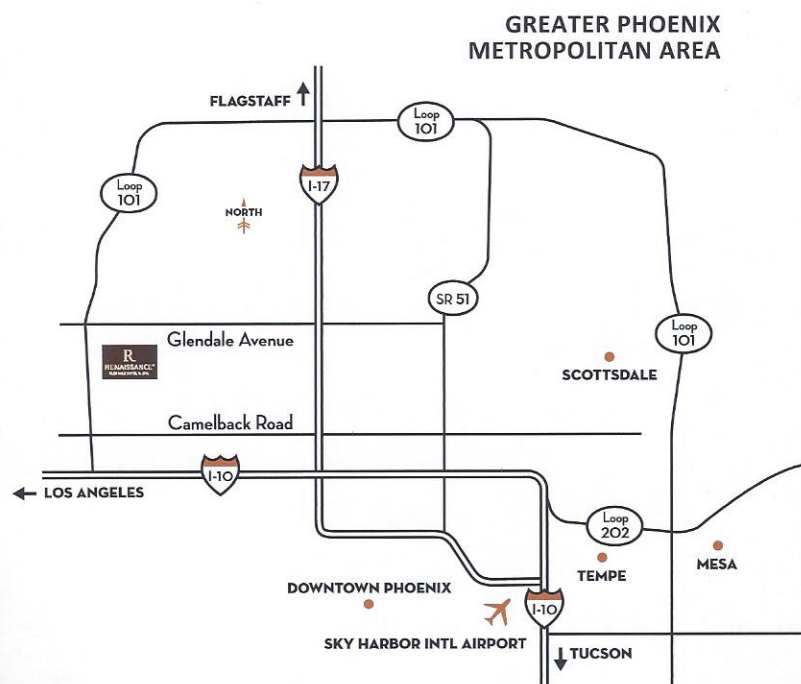 GREATER PHOENIX
METROPOLITAN AREA
FLAGSTAFF
Loop
101
Loop
101
I-17
NORTH
SR 51
Loop
101
Glendale Avenue
R
RENAISSANCE
SCOTTSDALE
Camelback Road
I-10
LOS ANGELES
Loop
202
TEMPE
MESA
DOWNTOWN PHOENIX
I-10
SKY HARBOR INTL AIRPORT
TUCSON